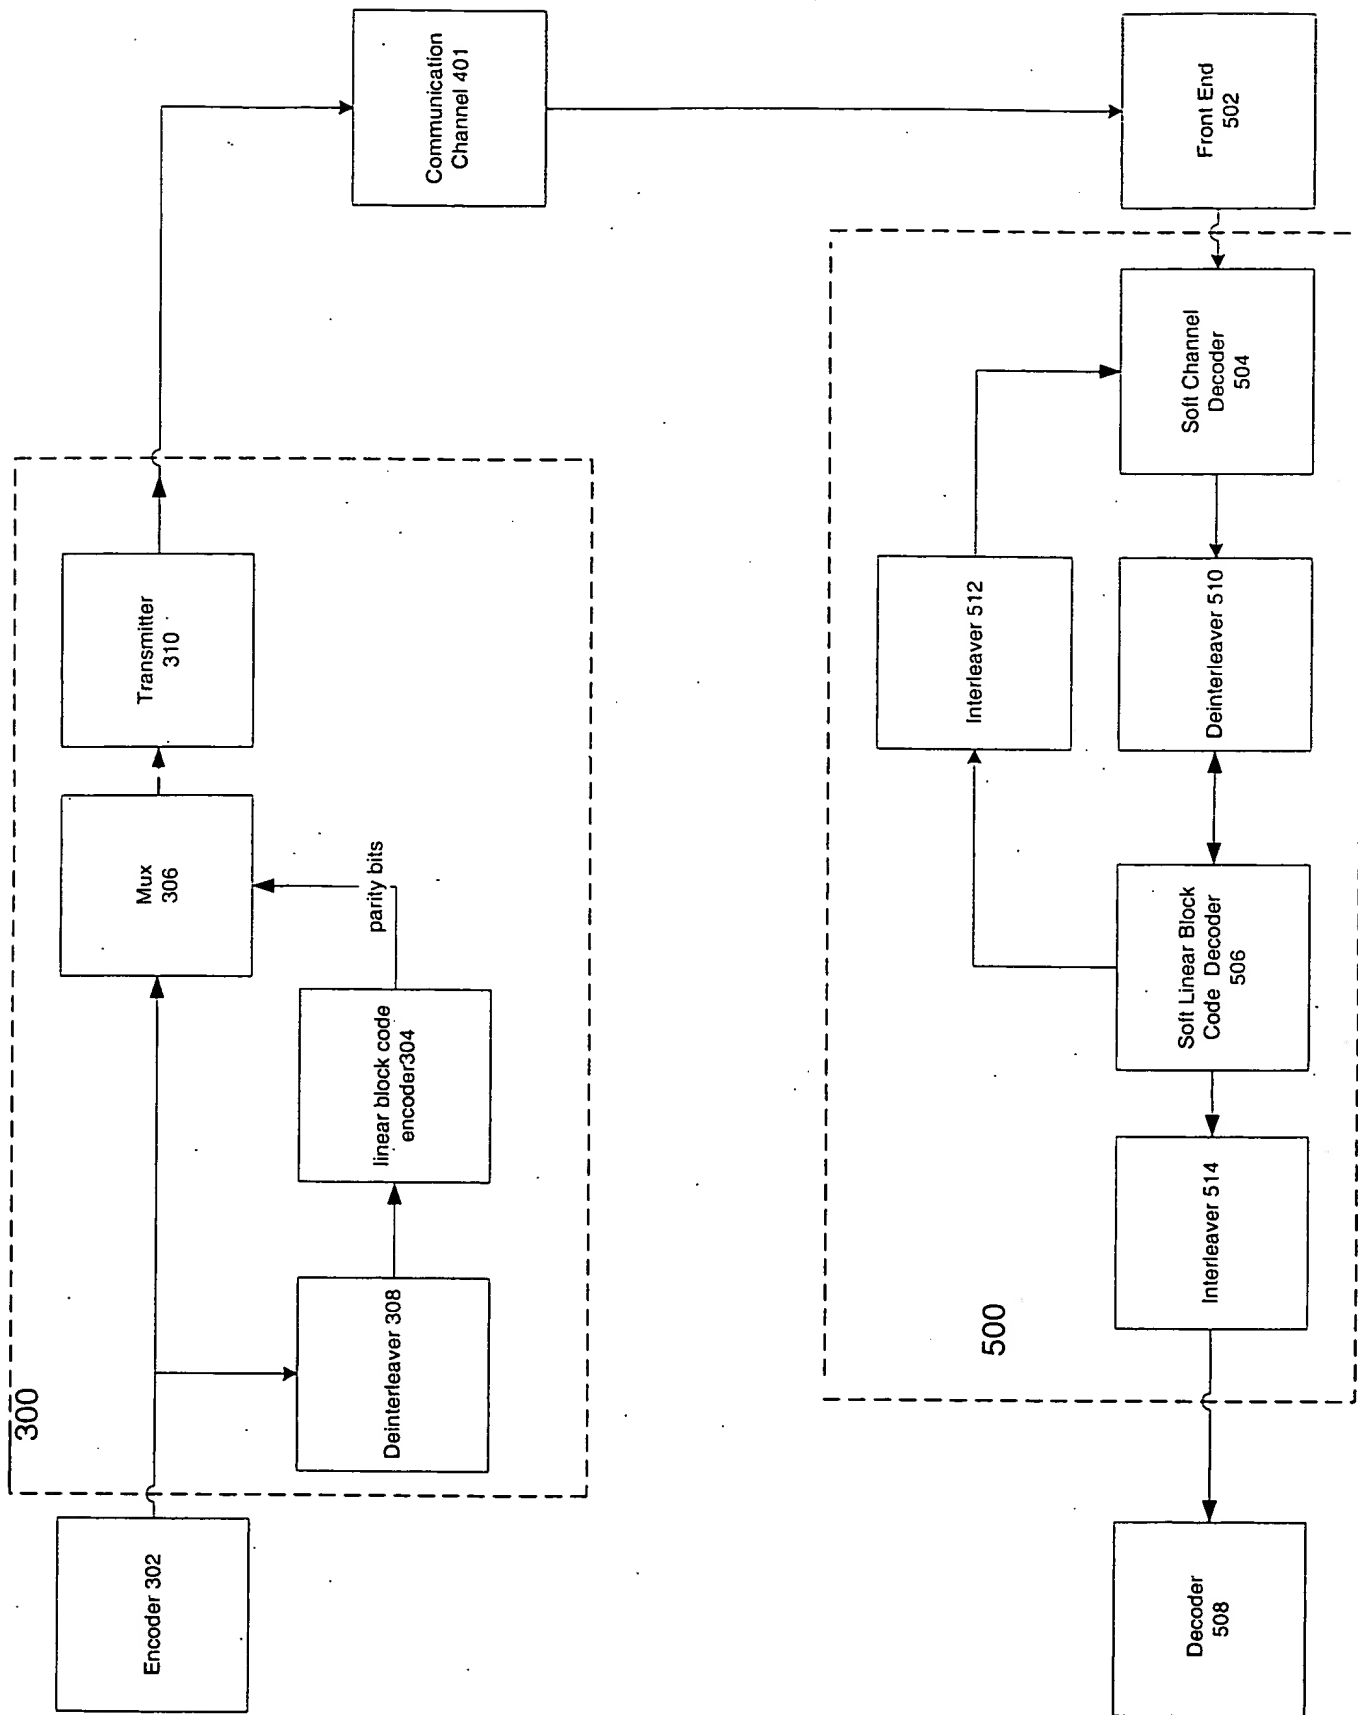 300
Encoder 302
Deinterleaver 308
linear block code
encoder304
parity bits
Mux
306
Transmitter
310
Communication
Channel 401
500
Decoder
508
Interleaver 514
Soft Linear Block
Code Decoder
506
Interleaver 512
Deinterleaver 510
Soft Channel
Decoder
504
Front End
502